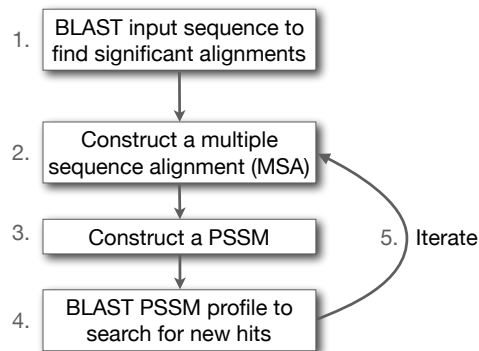 1.
BLAST input sequence to
find significant alignments
2.
Construct a multiple
sequence alignment (MSA)
3.
Construct a PSSM
4.
BLAST PSSM profile to
search for new hits
5. Iterate